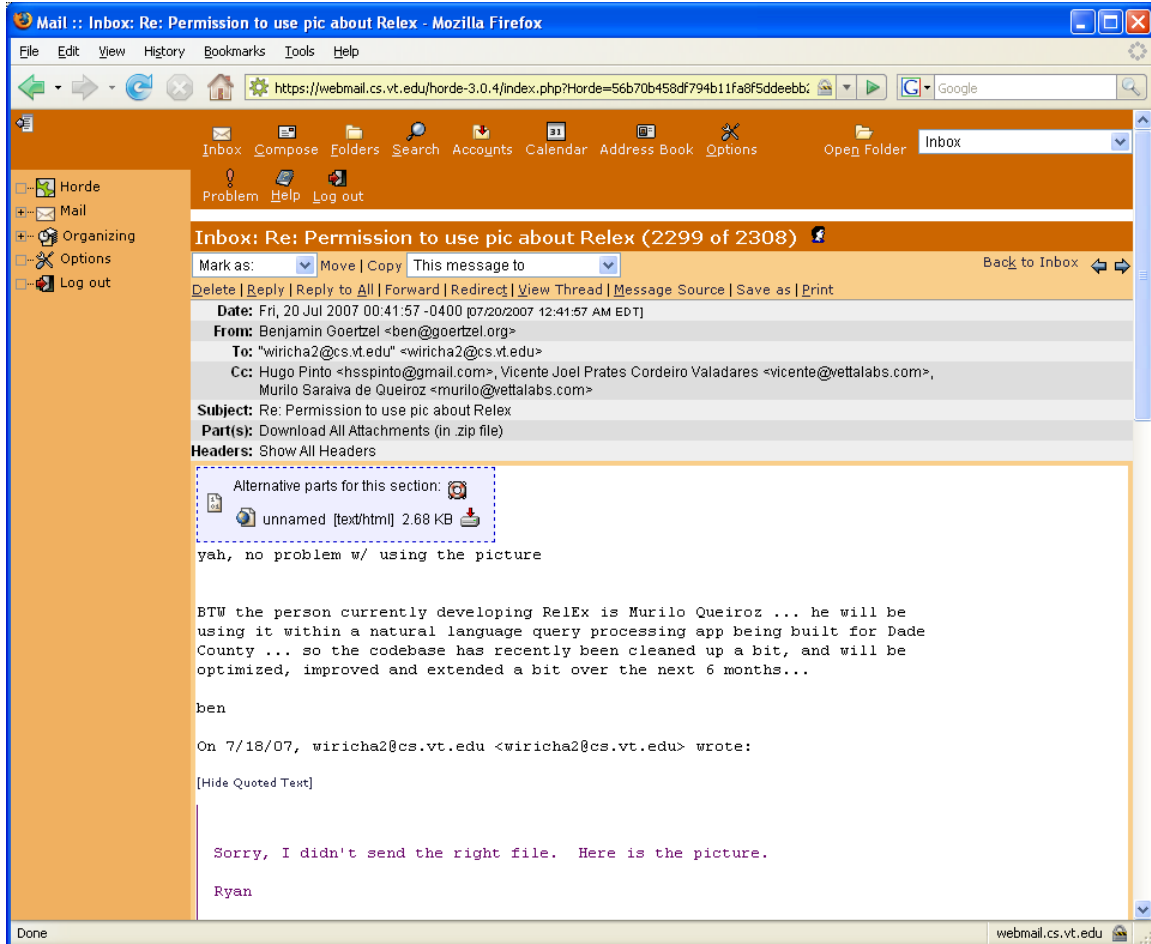 Mail :: Inbox: Re: Permission to use pic about Relex - Mozilla Firefox
File Edit View History Bookmarks Tools Help
https://webmail.cs.vt.edu/horde-3.0.4/index.php?Horde=56b70b458df794b11fa8f5ddeebb2
G Google
Inbox Compose Folders Search Accounts Calendar Address Book Options Open Folder Inbox
Problem Help Log out
Horde
Mail
Organizing
Options
Log out
Inbox: Re: Permission to use pic about Relex (2299 of 2308)
Mark as: Move | Copy This message to Back to Inbox
Delete | Reply | Reply to All | Forward | Redirect | View Thread | Message Source | Save as | Print
Date: Fri, 20 Jul 2007 00:41:57 -0400 [07/20/2007 12:41:57 AM EDT]
From: Benjamin Goertzel <ben@goertzel.org>
To: "wiricha2@cs.vt.edu" <wiricha2@cs.vt.edu>
Cc: Hugo Pinto <hsspinto@gmail.com>, Vicente Joel Prates Cordeiro Valadares <vicente@vettalabs.com>,
Murilo Saraiva de Queiroz <murilo@vettalabs.com>
Subject: Re: Permission to use pic about Relex
Part(s): Download All Attachments (in .zip file)
Headers: Show All Headers
Alternative parts for this section:
unnamed [text/html] 2.68 KB
yah, no problem w/ using the picture
BTW the person currently developing RelEx is Murilo Queiroz ... he will be
using it within a natural language query processing app being built for Dade
County ... so the codebase has recently been cleaned up a bit, and will be
optimized, improved and extended a bit over the next 6 months...
ben
On 7/18/07, wiricha2@cs.vt.edu <wiricha2@cs.vt.edu> wrote:
[Hide Quoted Text]
Sorry, I didn't send the right file.  Here is the picture.
Ryan
Done webmail.cs.vt.edu